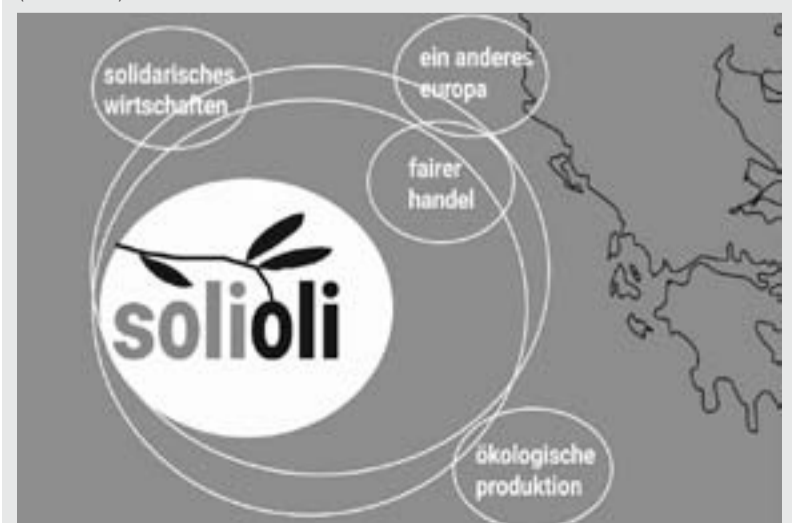 solidarisches
wirtschaften
ein anderes
europa
fairer
handel
solioli
ökologische
produktion